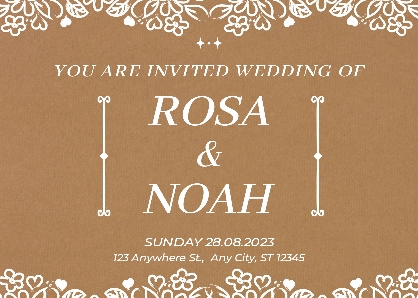 YOU ARE INVITED WEDDING OF
ROSA
&
NOAH
SUNDAY 28.08.2023
123 Anywhere St., Any City, ST 12345